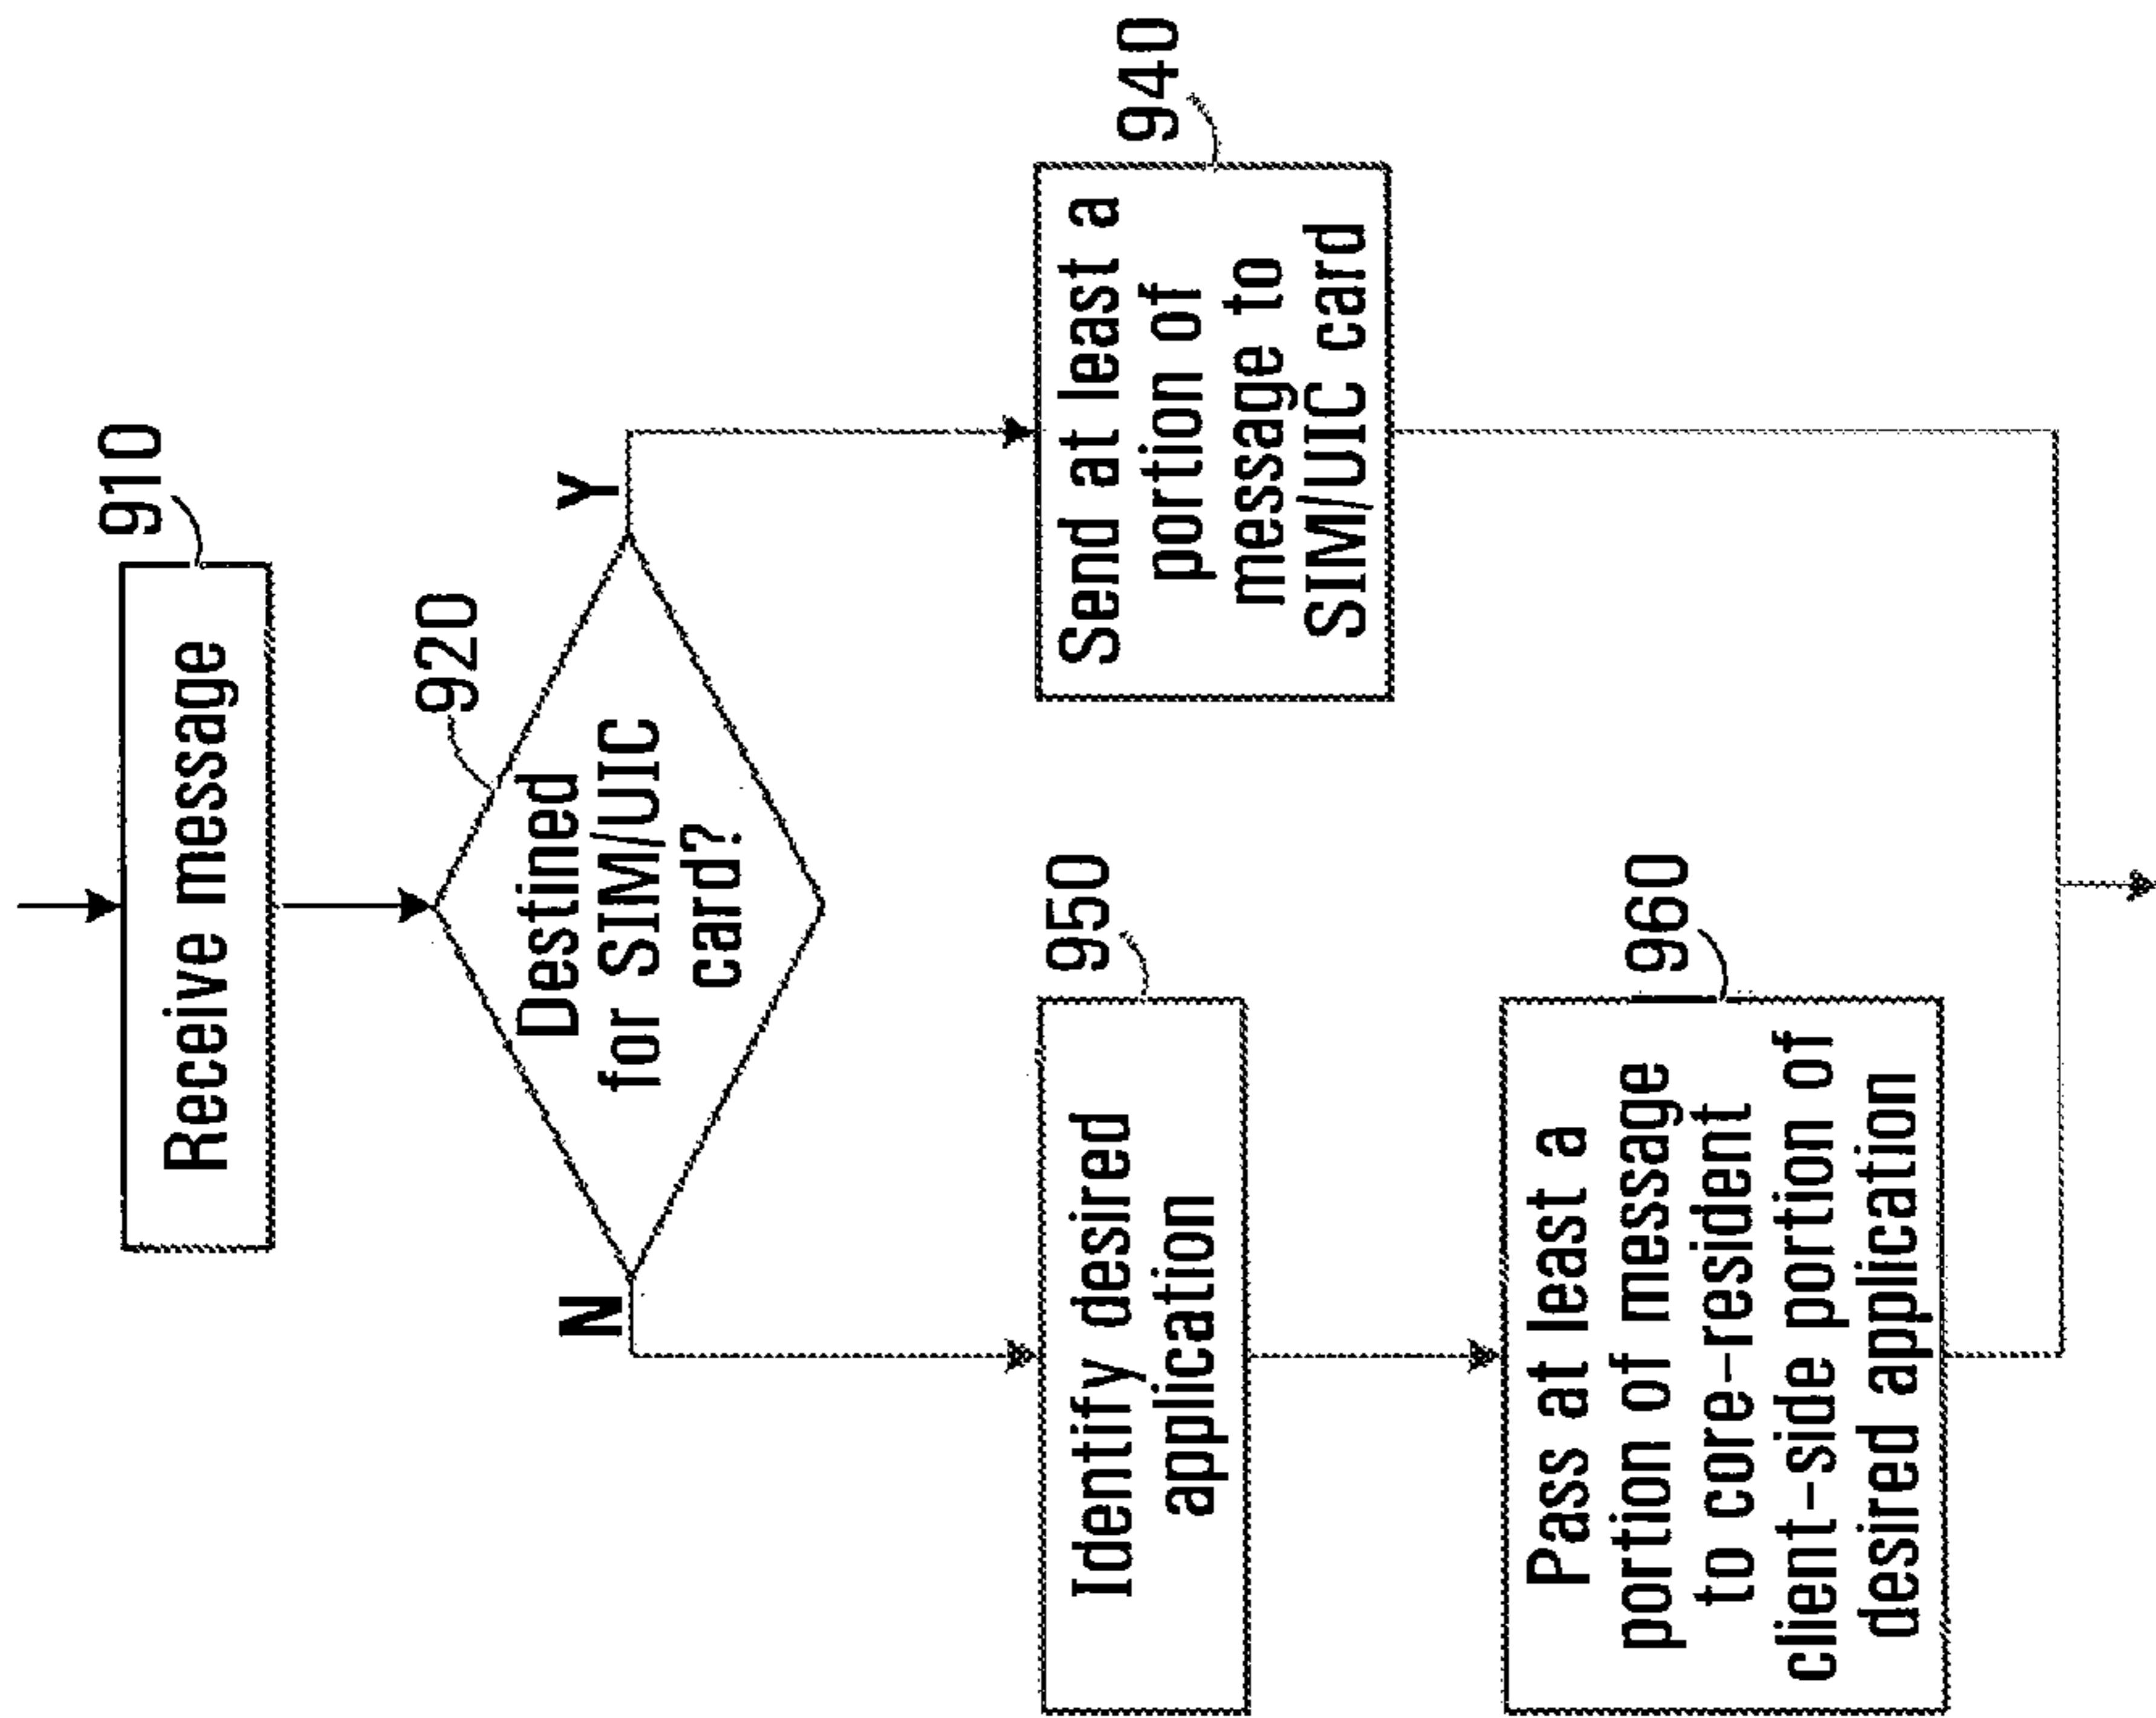 910
Receive message
920
Destined
for SIM/UIC
card?
N
Y
950
Identify desired
application
940
Send at least a
portion of
message to
SIM/UIC card
960
Pass at least a
portion of message
to core-resident
client-side portion of
desired application